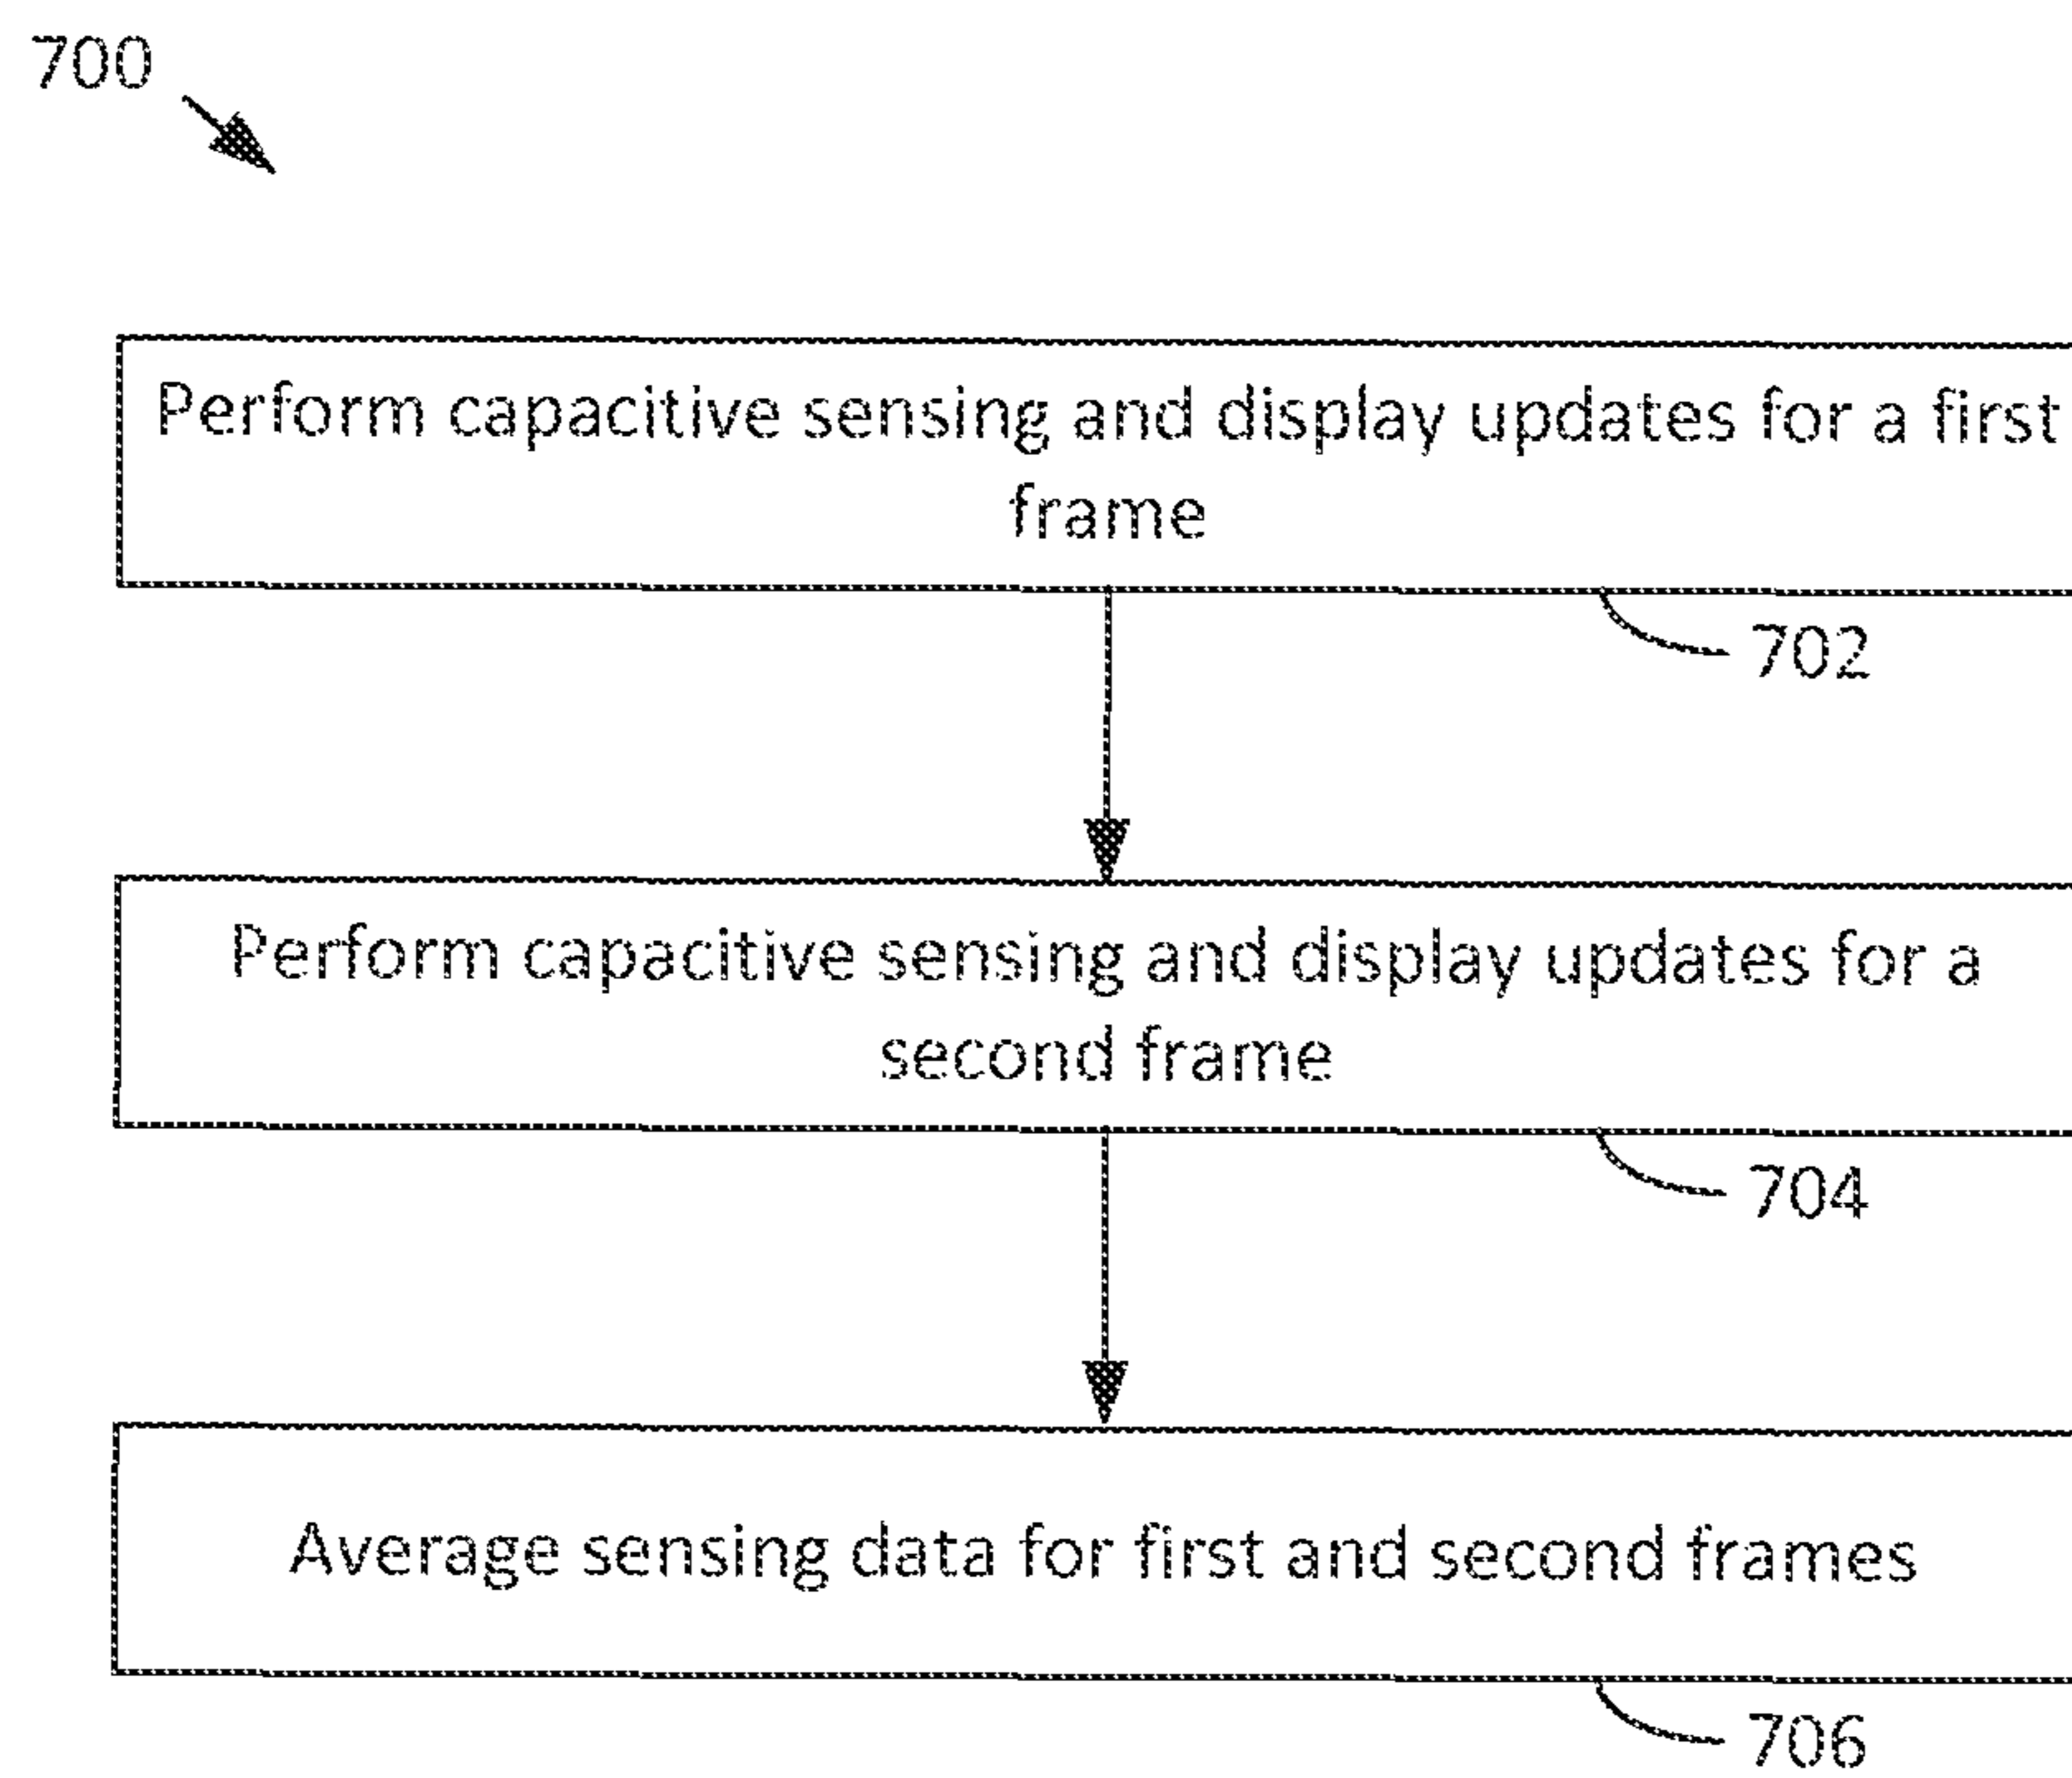 700
Perform capacitive sensing and display updates for a first
frame
702
Perform capacitive sensing and display updates for a
second frame
704
Average sensing data for first and second frames
706